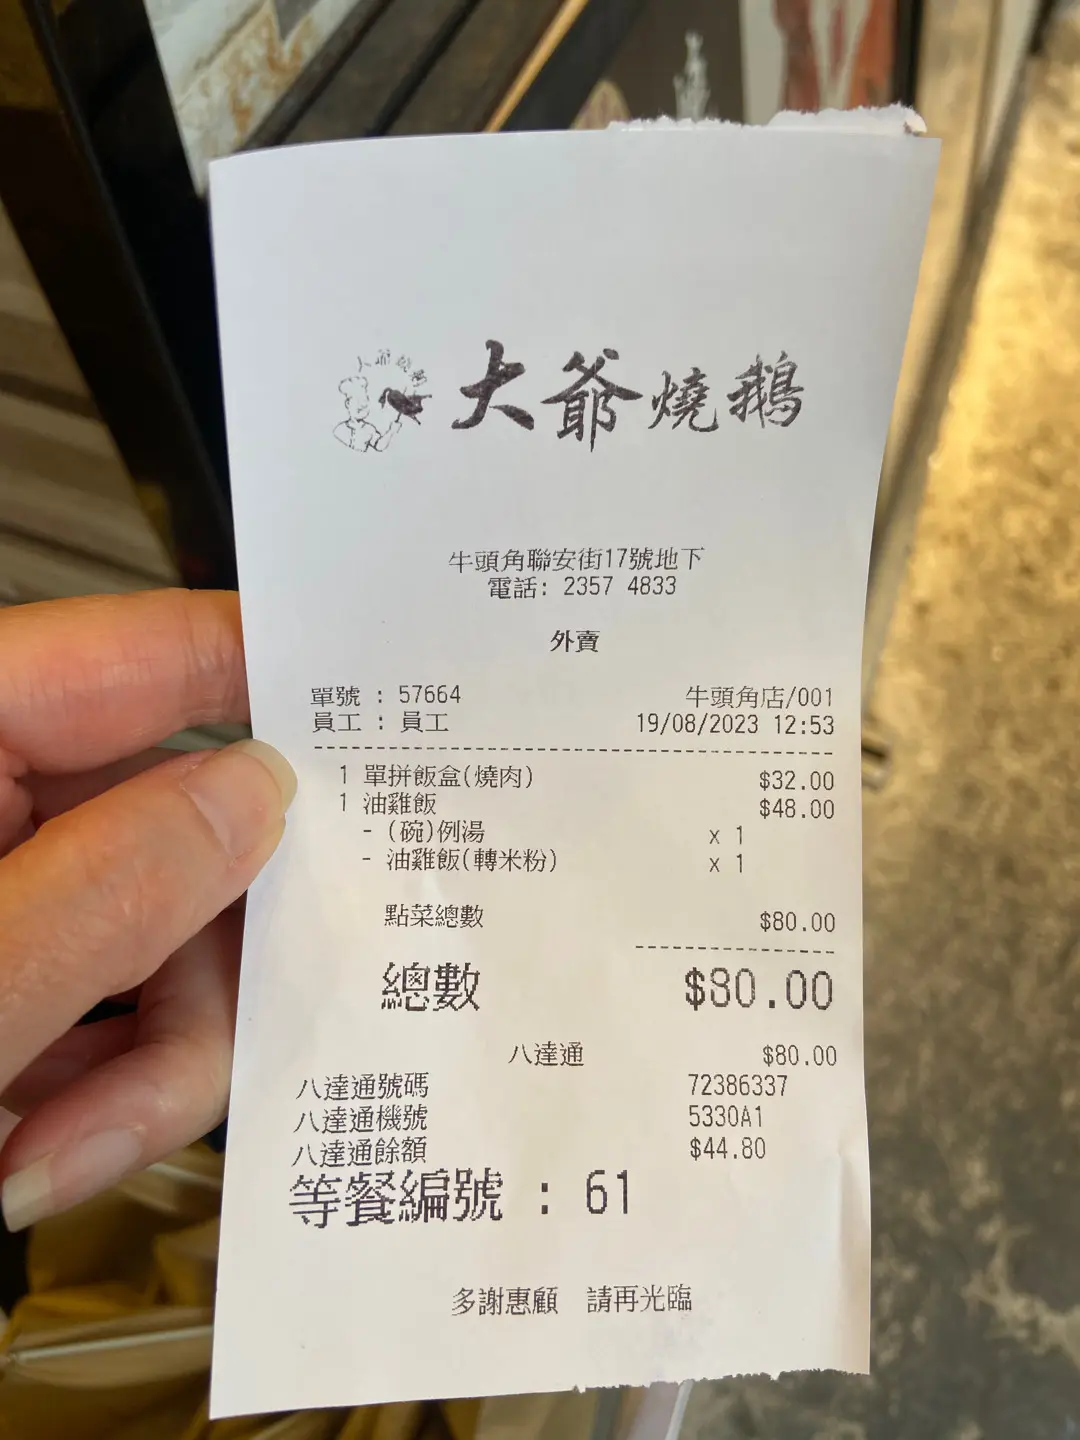 大爺燒鵝
大爺燒鵝
牛頭角聯安街17號地下
電話: 2357 4833
外賣
單號 : 57664 牛頭角店/001
員工 : 員工 19/08/2023 12:53
1 單拼飯盒(燒肉) $32.00
1 油雞飯 $48.00
- (碗)例湯 x 1
- 油雞飯(轉米粉) x 1
點菜總數 $80.00
總數 $80.00
八達通 $80.00
八達通號碼 72386337
八達通機號 5330A1
八達通餘額 $44.80
等餐編號 : 61
多謝惠顧 請再光臨